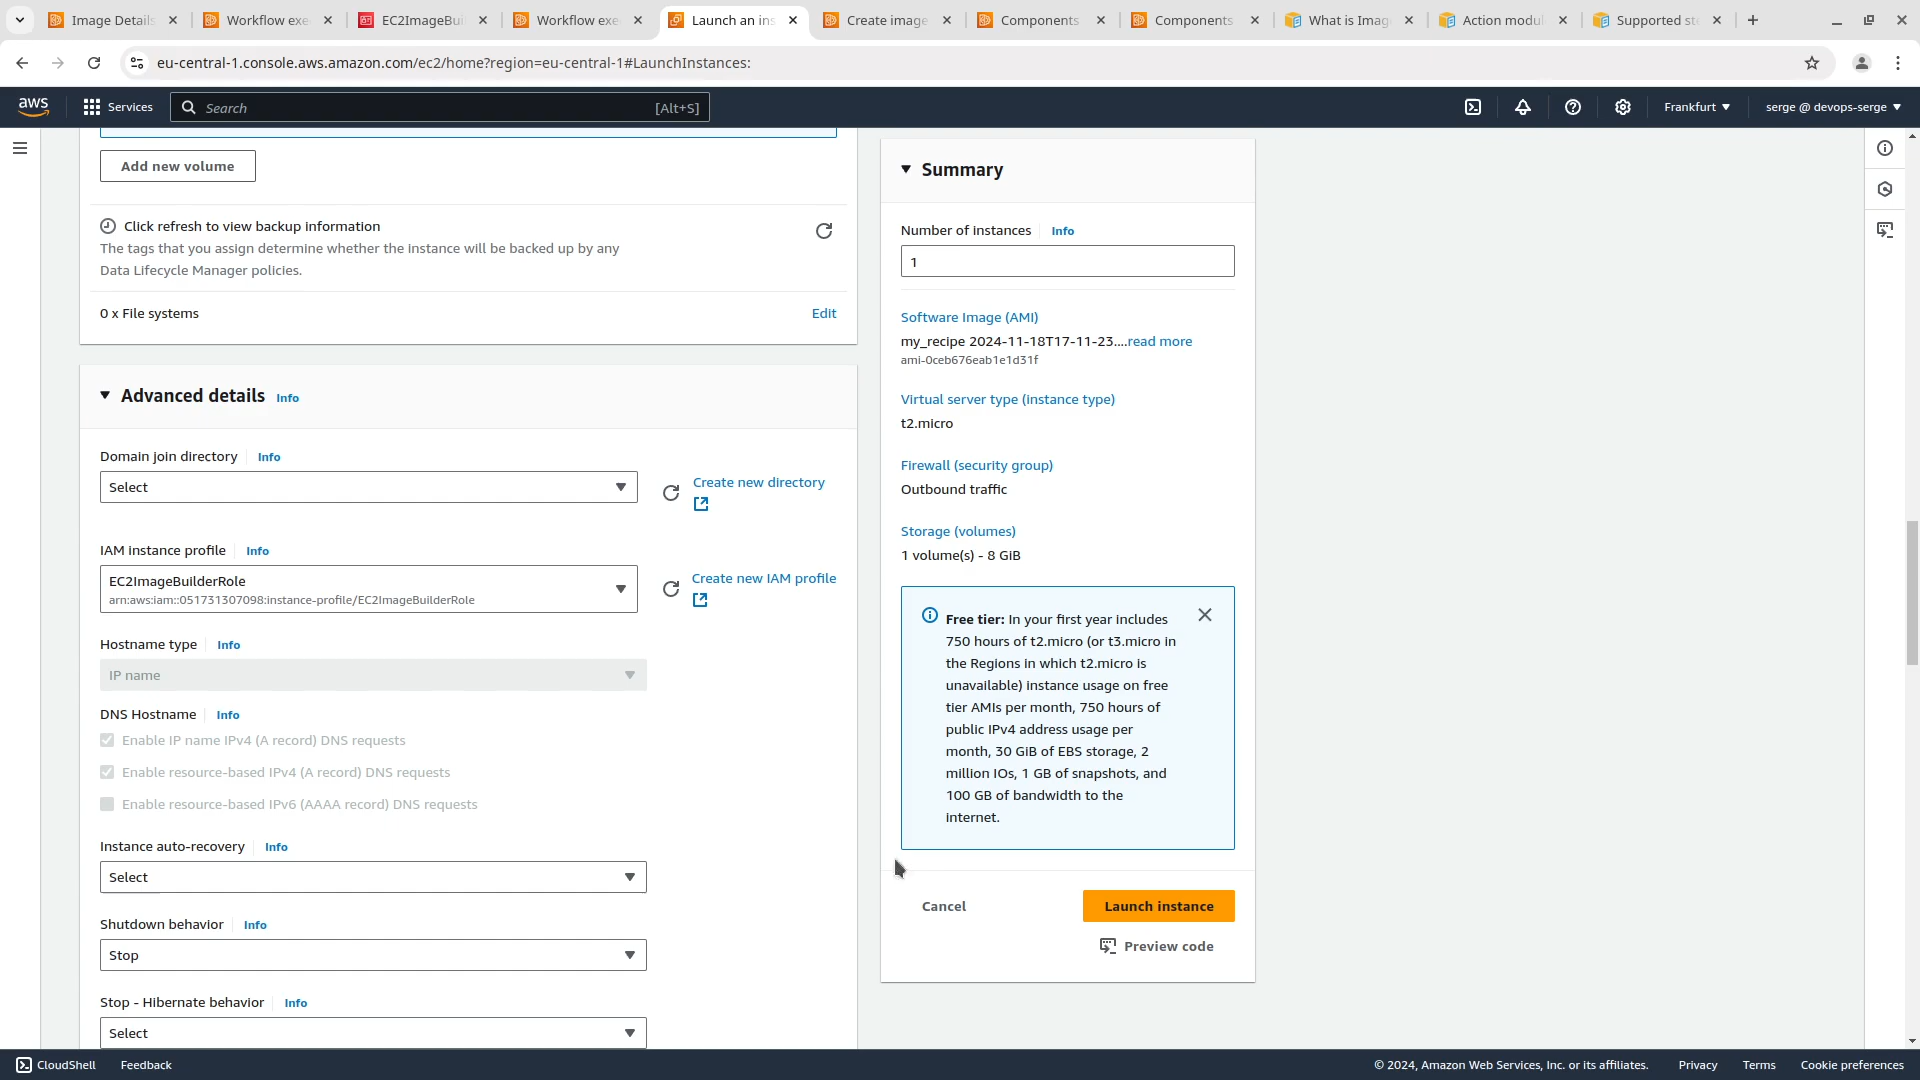 Image Details
Workflow exe
EC2ImageBui
Workflow exe
Launch an ins
Create image
Components
Components
What is Imag
Action modu
Supported st
eu-central-1.console.aws.amazon.com/ec2/home?region=eu-central-1#LaunchInstances:
aws
Services
Search
[Alt+S]
Frankfurt
serge @ devops-serge
Add new volume
Click refresh to view backup information
The tags that you assign determine whether the instance will be backed up by any
Data Lifecycle Manager policies.
0 x File systems
Edit
Advanced details Info
Domain join directory Info
Select
Create new directory
IAM instance profile Info
EC2ImageBuilderRole
arn:aws:iam::051731307098:instance-profile/EC2ImageBuilderRole
Create new IAM profile
Hostname type Info
IP name
DNS Hostname Info
Enable IP name IPv4 (A record) DNS requests
Enable resource-based IPv4 (A record) DNS requests
Enable resource-based IPv6 (AAAA record) DNS requests
Instance auto-recovery Info
Select
Shutdown behavior Info
Stop
Stop - Hibernate behavior Info
Select
Summary
Number of instances Info
1
Software Image (AMI)
my_recipe 2024-11-18T17-11-23....read more
ami-0ceb676eab1e1d31f
Virtual server type (instance type)
t2.micro
Firewall (security group)
Outbound traffic
Storage (volumes)
1 volume(s) - 8 GiB
Free tier: In your first year includes
750 hours of t2.micro (or t3.micro in
the Regions in which t2.micro is
unavailable) instance usage on free
tier AMIs per month, 750 hours of
public IPv4 address usage per
month, 30 GiB of EBS storage, 2
million IOs, 1 GB of snapshots, and
100 GB of bandwidth to the
internet.
Cancel
Launch instance
Preview code
CloudShell
Feedback
© 2024, Amazon Web Services, Inc. or its affiliates.
Privacy
Terms
Cookie preferences